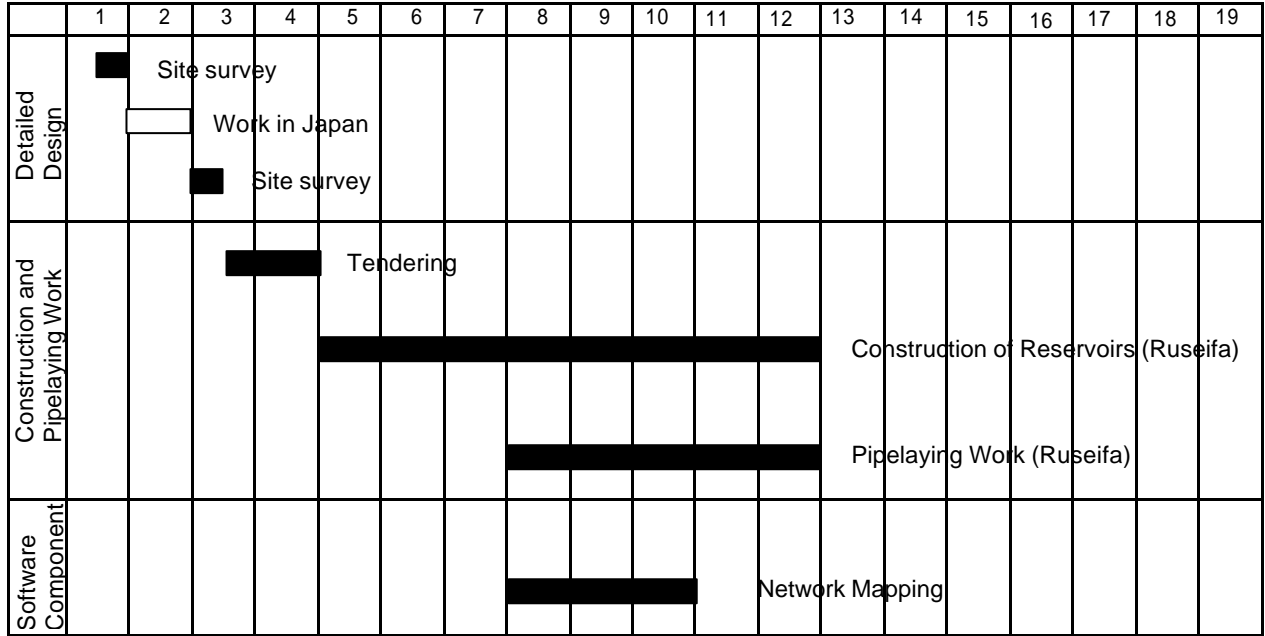 1 2 3 4 5 6 7 8 9 10 11 12 13 14 15 16 17 18 19
Detailed
Design
Site survey
Work in Japan
Site survey
Construction and
Pipelaying Work
Tendering
Construction of Reservoirs (Ruseifa)
Pipelaying Work (Ruseifa)
Software
Component
Network Mapping